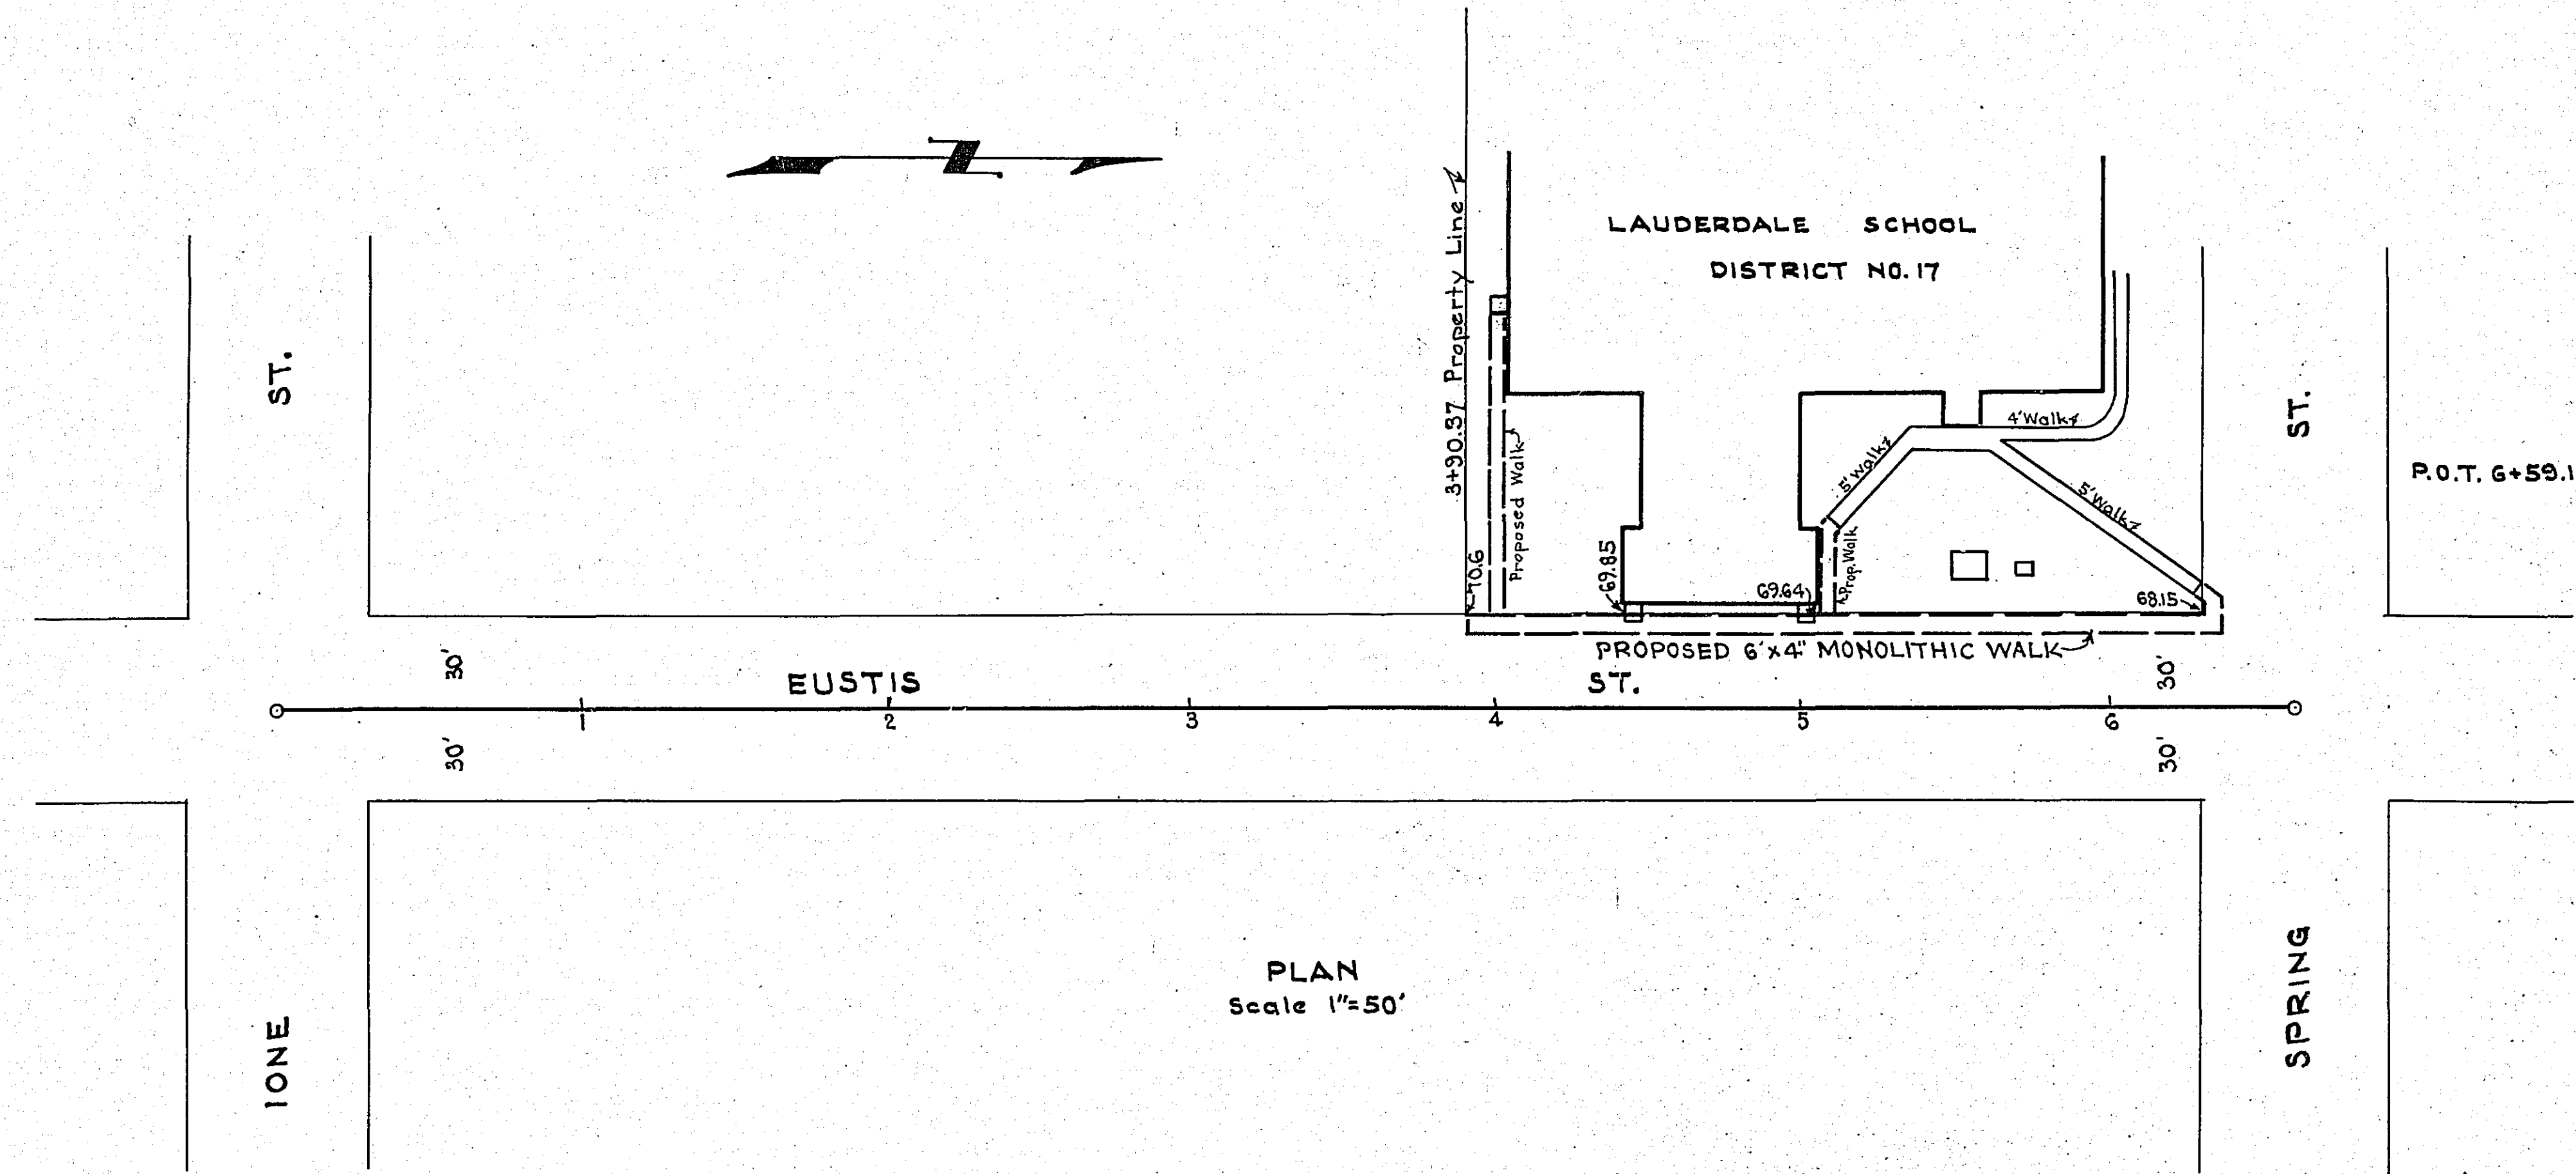 LAUDERDALE SCHOOL
DISTRICT NO. 17
3+90.37 Property Line
ST.
ST.
4' Walk
5' Walk
5' Walk
P.O.T. 6+59.1
Proposed Walk
Prop. Walk
70.6
69.85
69.64
68.15
PROPOSED 6'x4" MONOLITHIC WALK
30'
30'
EUSTIS ST.
1 2 3 4 5 6
30'
30'
PLAN
Scale 1"=50'
IONE
SPRING